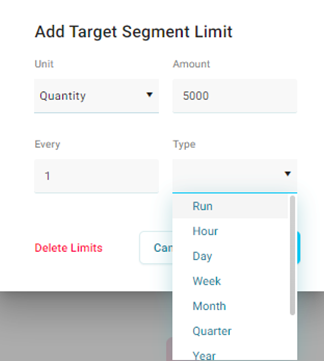 Add Target Segment Limit
Unit Amount
Quantity 5000
Every Type
1
Run
Hour
Delete Limits Can
Day
Week
Month
Quarter
Year